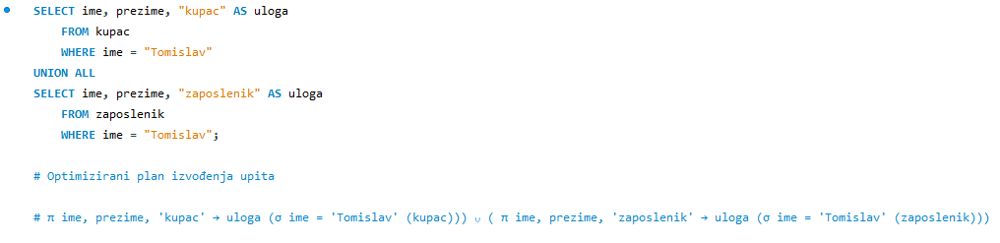 SELECT ime, prezime, "kupac" AS uloga
FROM kupac
WHERE ime = "Tomislav"
UNION ALL
SELECT ime, prezime, "zaposlenik" AS uloga
FROM zaposlenik
WHERE ime = "Tomislav";
# Optimizirani plan izvođenja upita
# π ime, prezime, 'kupac' → uloga (σ ime = 'Tomislav' (kupac))) ∪ ( π ime, prezime, 'zaposlenik' → uloga (σ ime = 'Tomislav' (zaposlenik)))